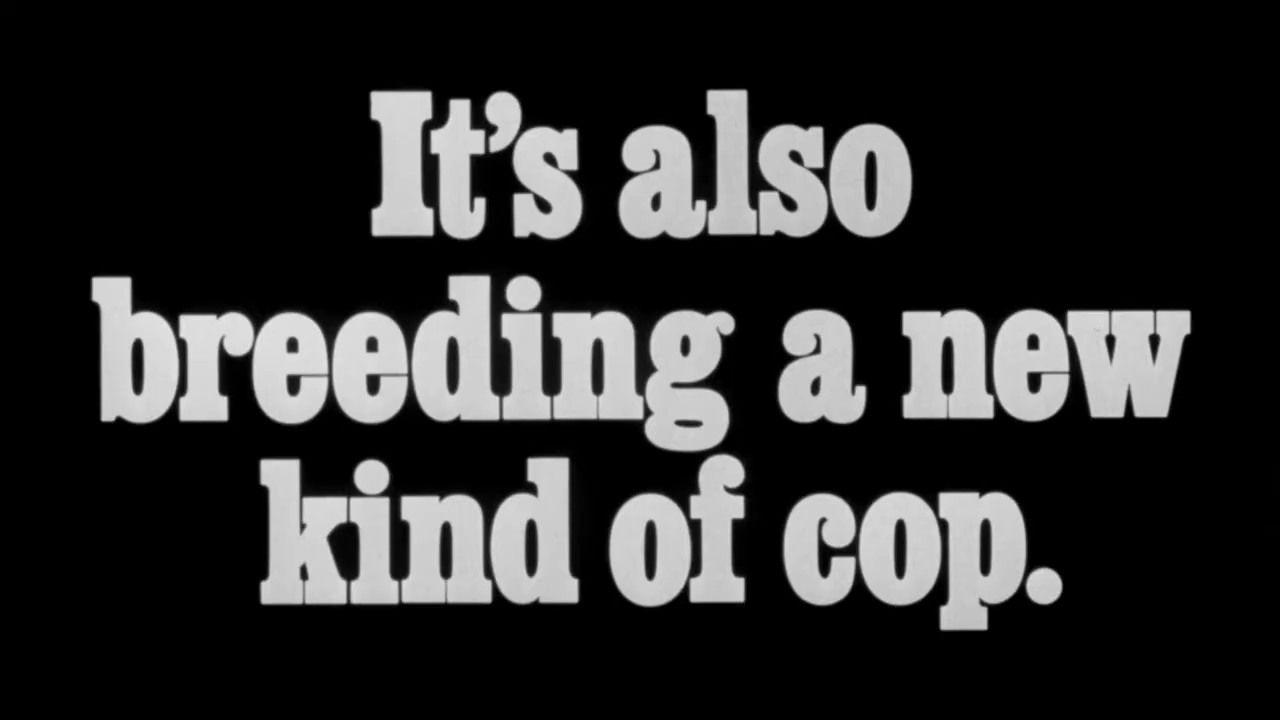 It’s also
breeding a new
kind of cop.